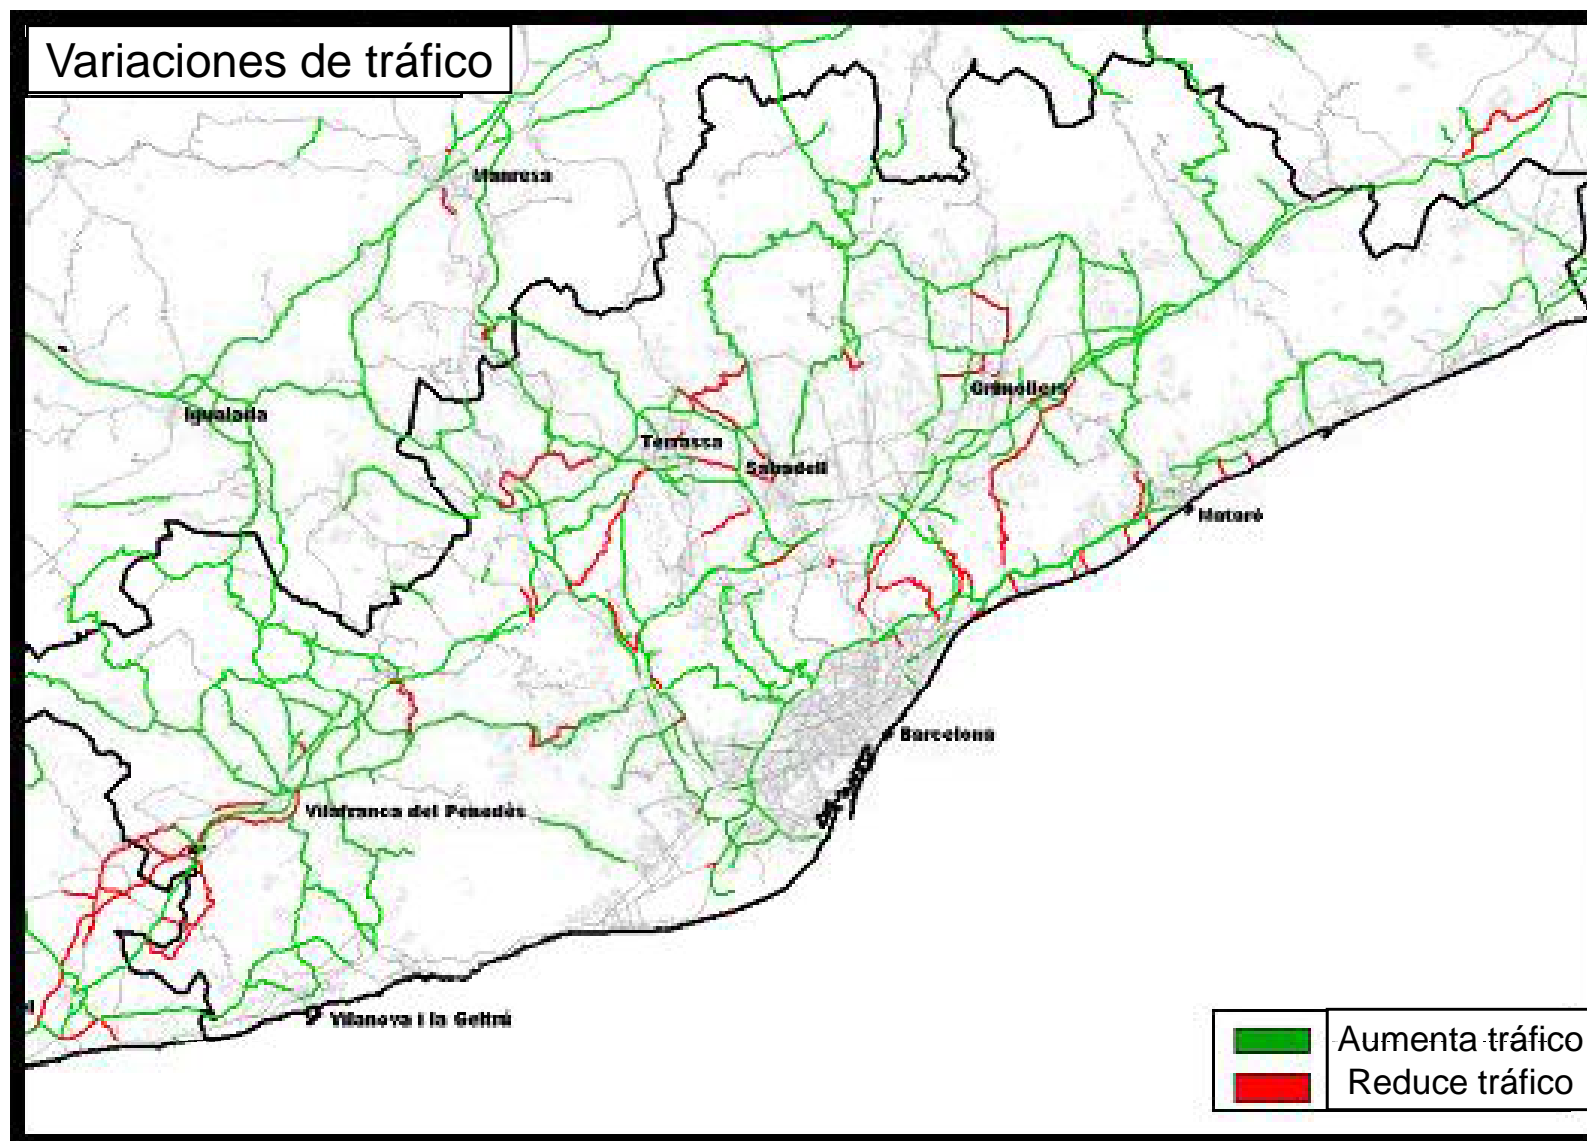 Variaciones de tráfico
Manresa
Igualada
Granollers
Terrassa
Sabadell
Mataró
Barcelona
Vilafranca del Penedès
Vilanova i la Geltrú
Aumenta tráfico
Reduce tráfico